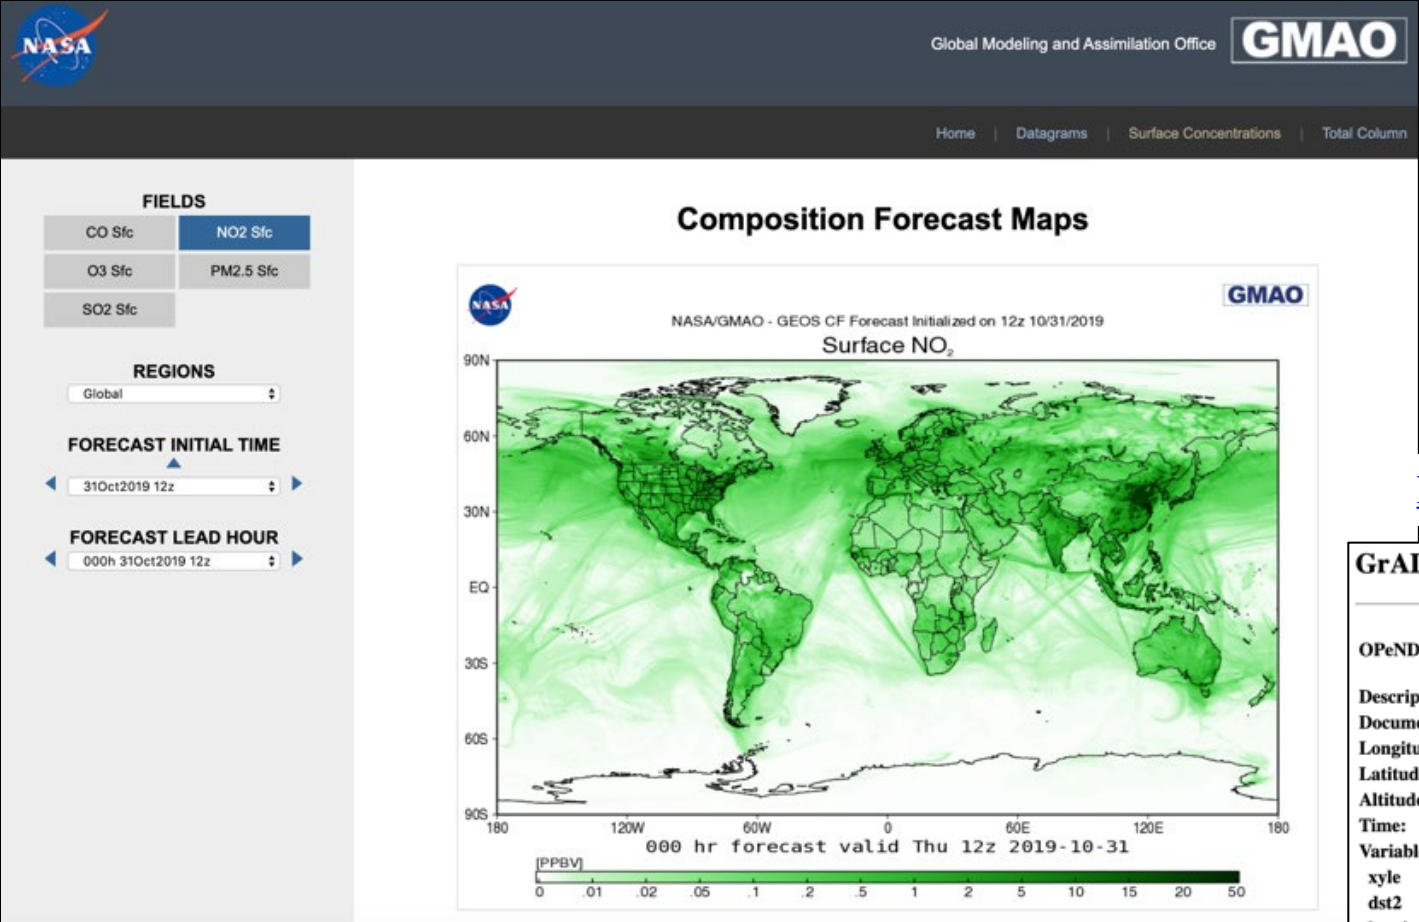 NASA
Global Modeling and Assimilation Office GMAO
Home | Datagrams | Surface Concentrations | Total Column
FIELDS
CO Sfc NO2 Sfc
O3 Sfc PM2.5 Sfc
SO2 Sfc
REGIONS
Global
FORECAST INITIAL TIME
31Oct2019 12z
FORECAST LEAD HOUR
000h 31Oct2019 12z
Composition Forecast Maps
NASA
GMAO
NASA/GMAO - GEOS CF Forecast Initialized on 12z 10/31/2019
Surface NO₂
90N
60N
30N
EQ
30S
60S
90S
180 120W 60W 0 60E 120E 180
000 hr forecast valid Thu 12z 2019-10-31
[PPBV]
0 .01 .02 .05 .1 .2 .5 1 2 5 10 15 20 50
Time:
xyle
dst2